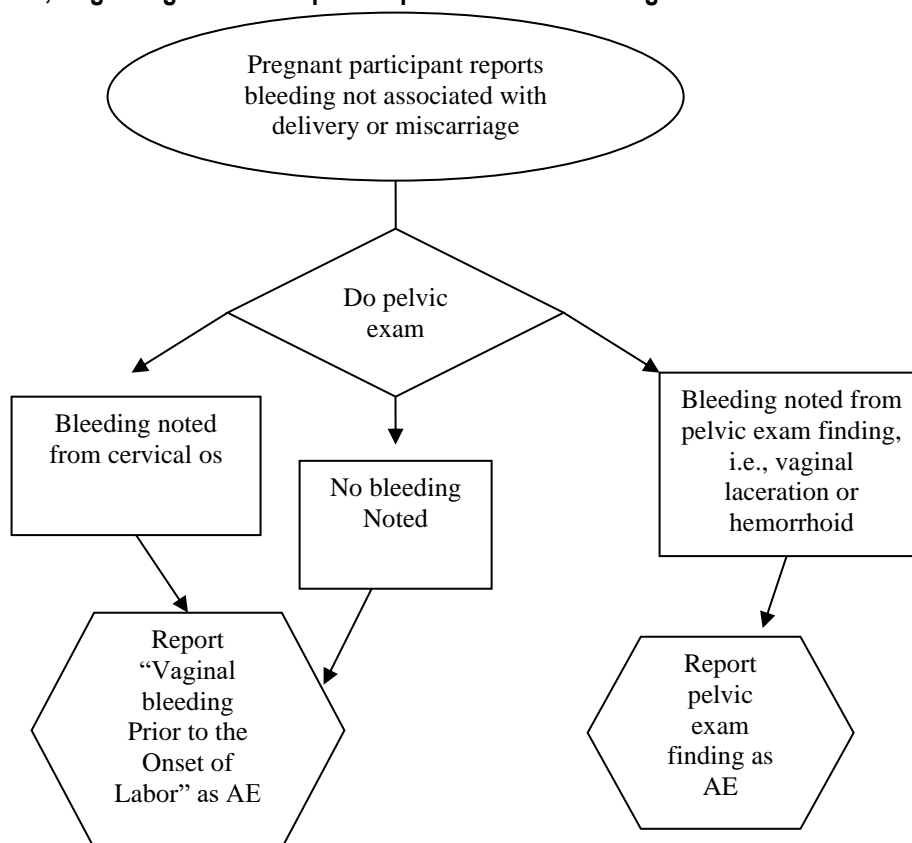 Pregnant participant reports
bleeding not associated with
delivery or miscarriage
Do pelvic
exam
Bleeding noted
from cervical os
No bleeding
Noted
Bleeding noted from
pelvic exam finding,
i.e., vaginal
laceration or
hemorrhoid
Report
“Vaginal
bleeding
Prior to the
Onset of
Labor” as AE
Report
pelvic
exam
finding as
AE